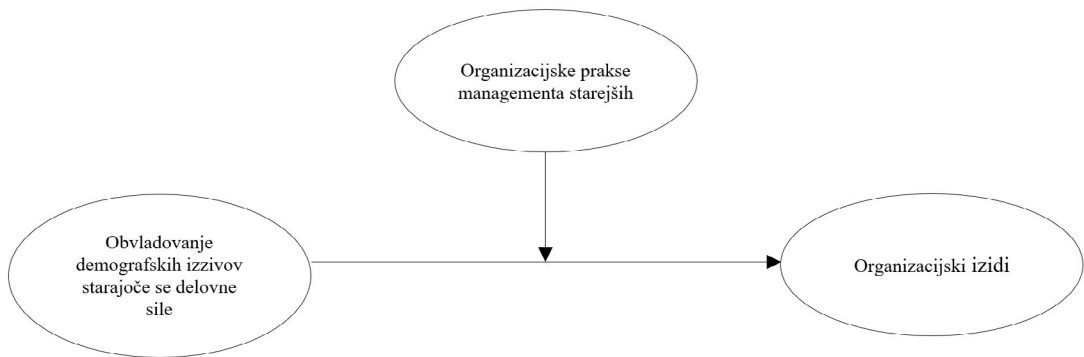 Organizacijske prakse
managementa starejših
Obvladovanje
demografskih izzivov
starajoče se delovne
sile
Organizacijski izidi